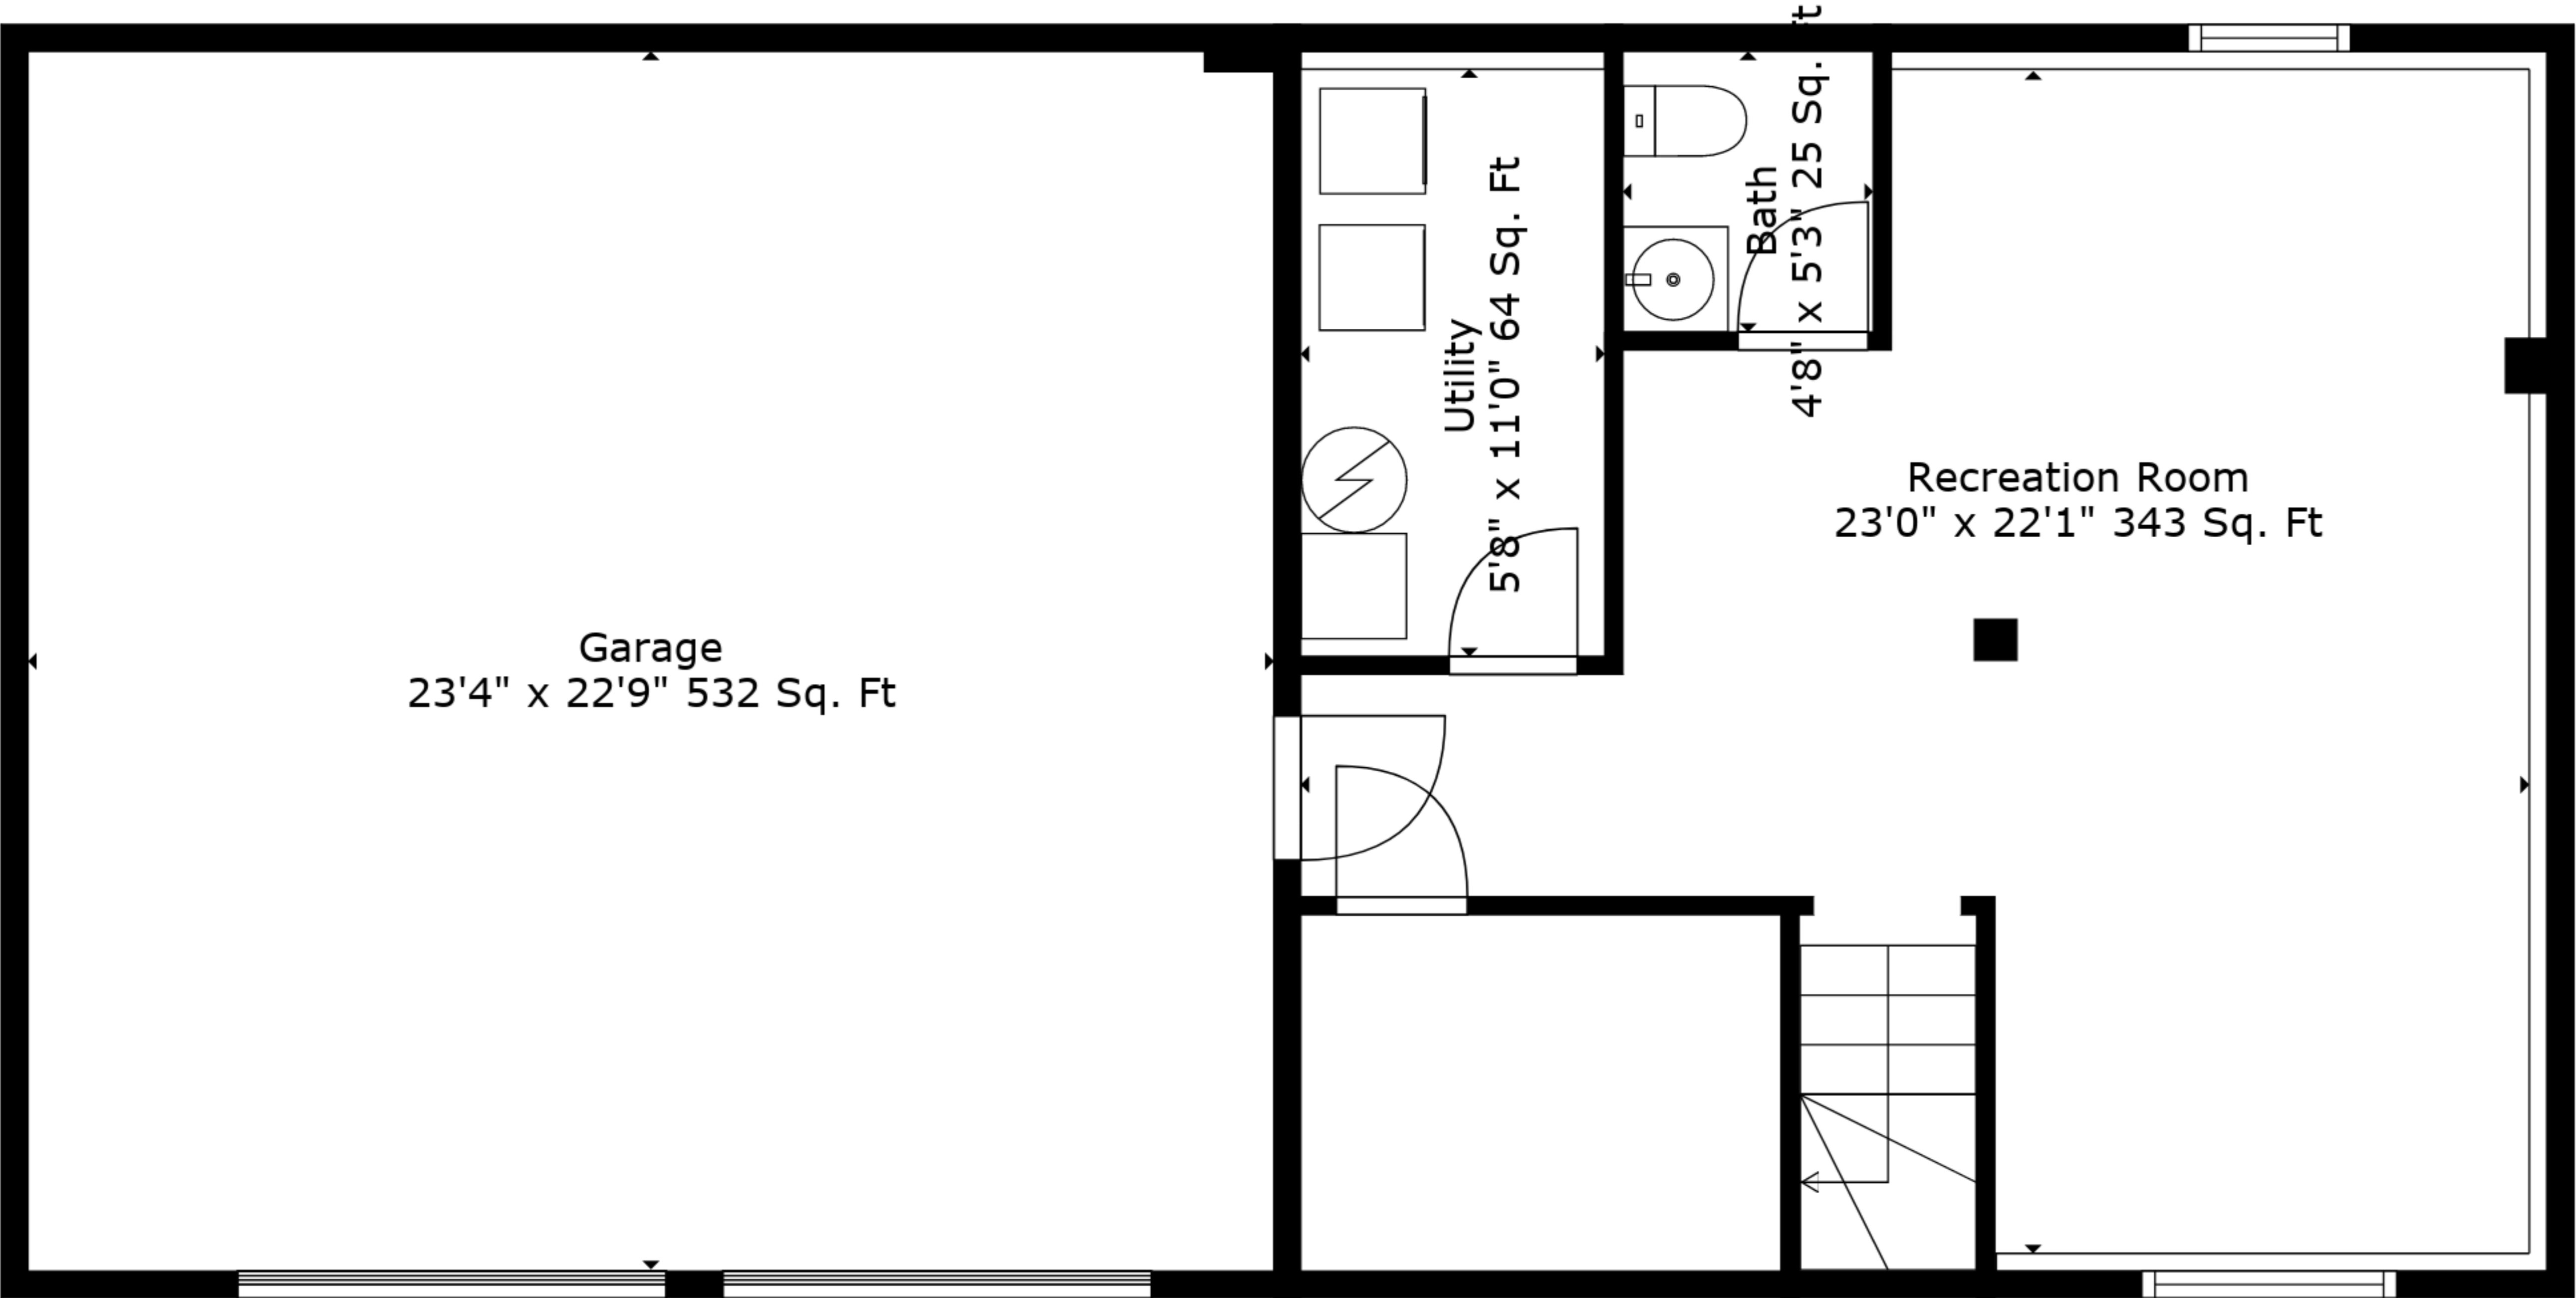 Garage
23'4" x 22'9" 532 Sq. Ft
Utility
5'8" x 11'0" 64 Sq. Ft
Bath
4'8" x 5'3" 25 Sq. Ft
Recreation Room
23'0" x 22'1" 343 Sq. Ft